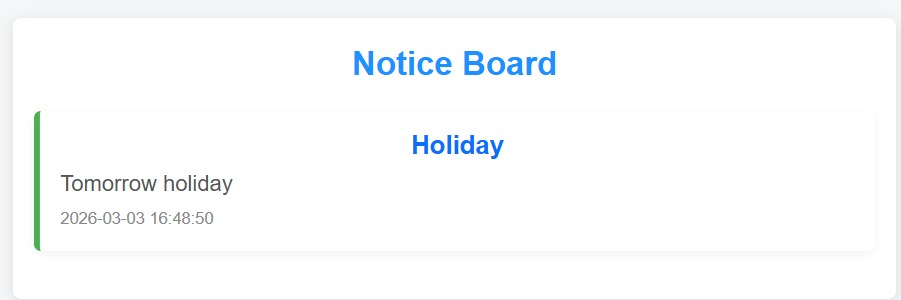 Notice Board
Holiday
Tomorrow holiday
2026-03-03 16:48:50